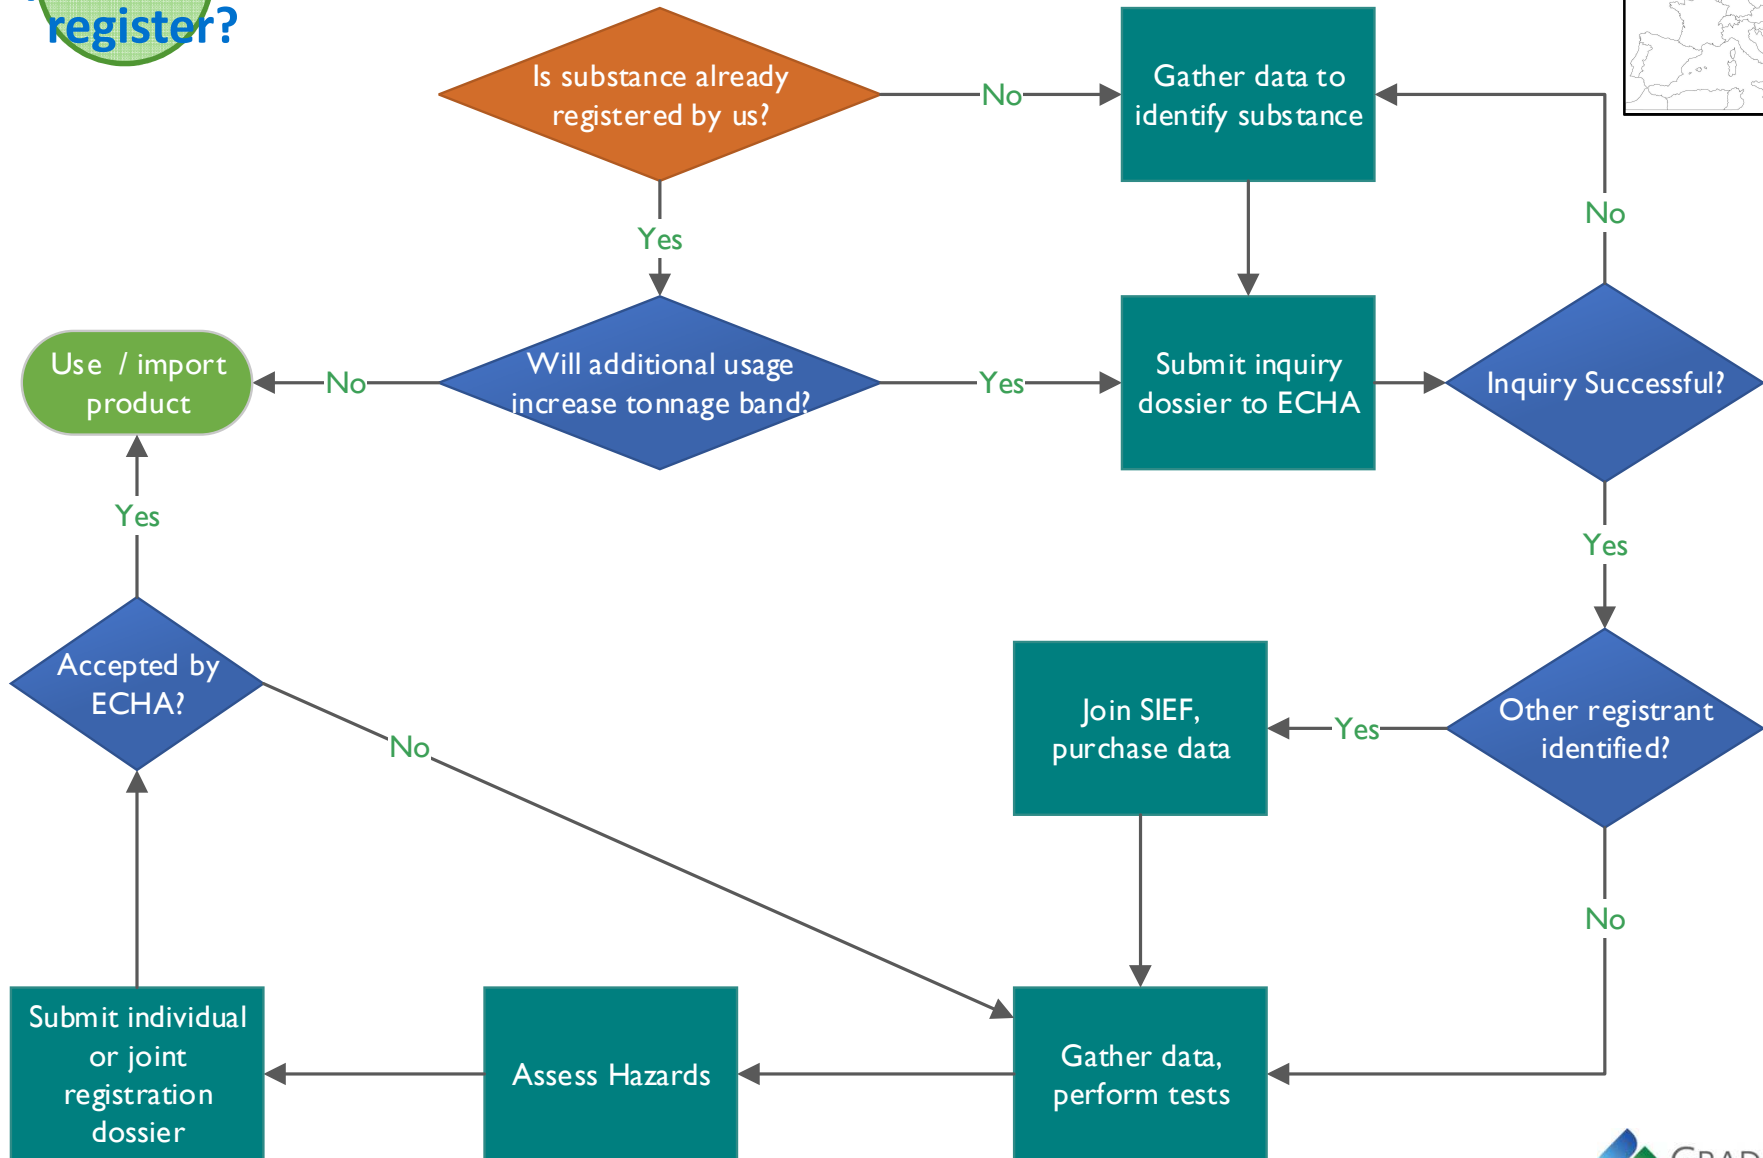 register?
Is substance already
registered by us?
No
Gather data to
identify substance
No
Yes
Use / import
product
No
Will additional usage
increase tonnage band?
Yes
Submit inquiry
dossier to ECHA
Inquiry Successful?
Yes
Yes
Accepted by
ECHA?
No
Join SIEF,
purchase data
Yes
Other registrant
identified?
No
Submit individual
or joint
registration
dossier
Assess Hazards
Gather data,
perform tests